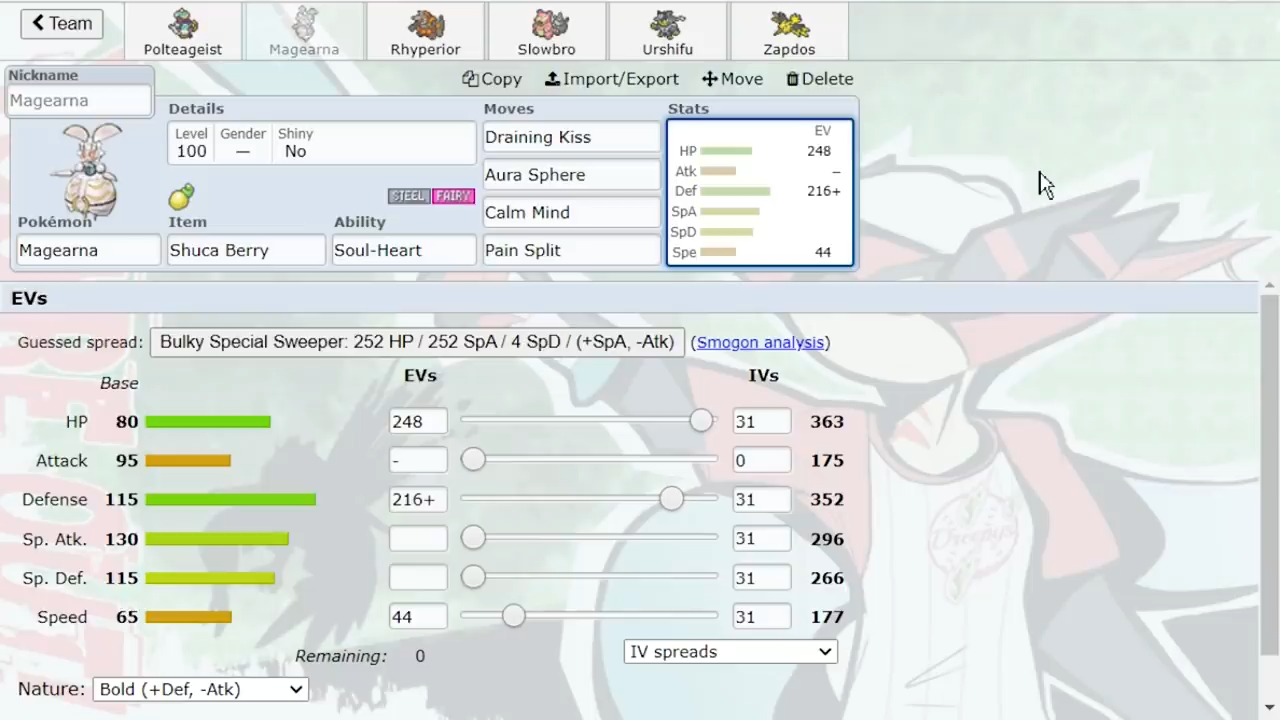 Team
Polteageist
Magearna
Rhyperior
Slowbro
Urshifu
Zapdos
Nickname
Magearna
Copy
Import/Export
Move
Delete
Details
Moves
Stats
Level
100
Gender
—
Shiny
No
Draining Kiss
Aura Sphere
Calm Mind
Pain Split
EV
HP 248
Atk –
Def 216+
SpA
SpD
Spe 44
STEEL FAIRY
Pokémon
Magearna
Item
Shuca Berry
Ability
Soul-Heart
EVs
Guessed spread: Bulky Special Sweeper: 252 HP / 252 SpA / 4 SpD / (+SpA, -Atk) (Smogon analysis)
Base EVs IVs
HP 80 248 31 363
Attack 95 - 0 175
Defense 115 216+ 31 352
Sp. Atk. 130 31 296
Sp. Def. 115 31 266
Speed 65 44 31 177
Remaining: 0
IV spreads
Nature: Bold (+Def, -Atk)